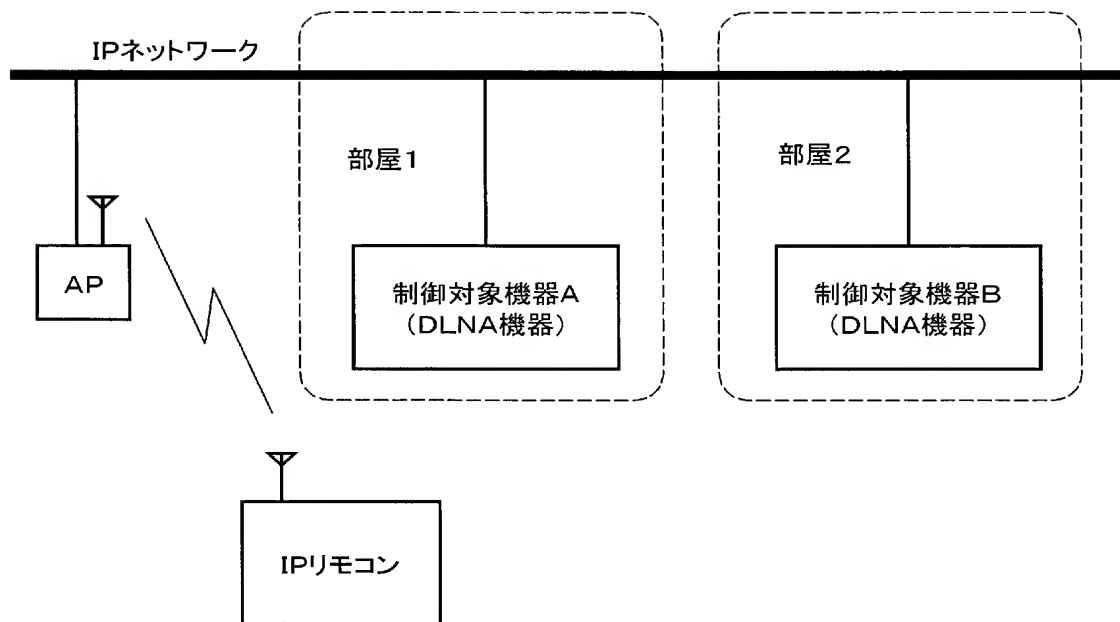 IPネットワーク
部屋1
部屋2
AP
制御対象機器A
(DLNA機器)
制御対象機器B
(DLNA機器)
IPリモコン